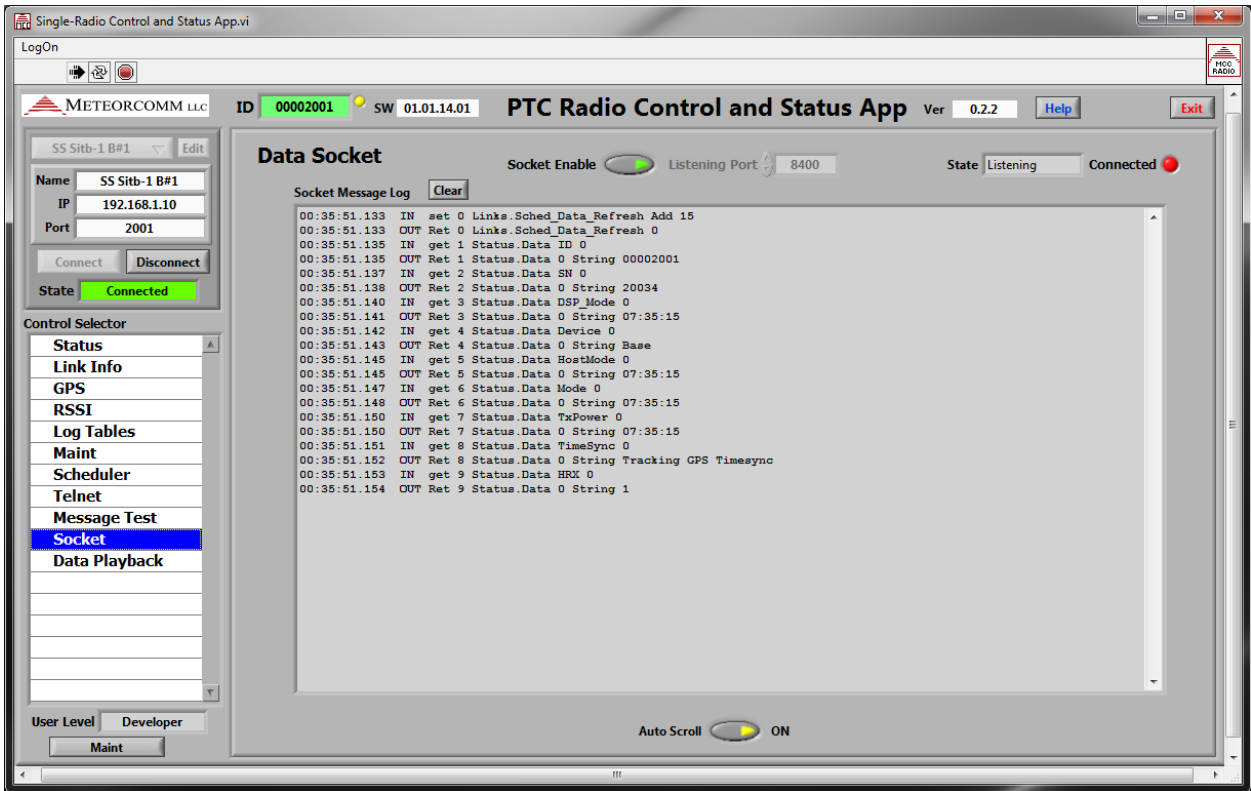 Single-Radio Control and Status App.vi
LogOn
MCC
RADIO
METEORCOMM LLC
ID 00002001 SW 01.01.14.01 PTC Radio Control and Status App Ver 0.2.2 Help Exit
SS Sitb-1 B#1 Edit
Name SS Sitb-1 B#1
IP 192.168.1.10
Port 2001
Connect Disconnect
State Connected
Control Selector
Status
Link Info
GPS
RSSI
Log Tables
Maint
Scheduler
Telnet
Message Test
Socket
Data Playback
User Level Developer
Maint
Data Socket Socket Enable Listening Port 8400 State Listening Connected
Socket Message Log Clear
00:35:51.133 IN set 0 Links.Sched_Data_Refresh Add 15
00:35:51.133 OUT Ret 0 Links.Sched_Data_Refresh 0
00:35:51.135 IN get 1 Status.Data ID 0
00:35:51.135 OUT Ret 1 Status.Data 0 String 00002001
00:35:51.137 IN get 2 Status.Data SN 0
00:35:51.138 OUT Ret 2 Status.Data 0 String 20034
00:35:51.140 IN get 3 Status.Data DSP_Mode 0
00:35:51.141 OUT Ret 3 Status.Data 0 String 07:35:15
00:35:51.142 IN get 4 Status.Data Device 0
00:35:51.143 OUT Ret 4 Status.Data 0 String Base
00:35:51.145 IN get 5 Status.Data HostMode 0
00:35:51.145 OUT Ret 5 Status.Data 0 String 07:35:15
00:35:51.147 IN get 6 Status.Data Mode 0
00:35:51.148 OUT Ret 6 Status.Data 0 String 07:35:15
00:35:51.150 IN get 7 Status.Data TxPower 0
00:35:51.150 OUT Ret 7 Status.Data 0 String 07:35:15
00:35:51.151 IN get 8 Status.Data TimeSync 0
00:35:51.152 OUT Ret 8 Status.Data 0 String Tracking GPS Timesync
00:35:51.153 IN get 9 Status.Data HRX 0
00:35:51.154 OUT Ret 9 Status.Data 0 String 1
Auto Scroll ON